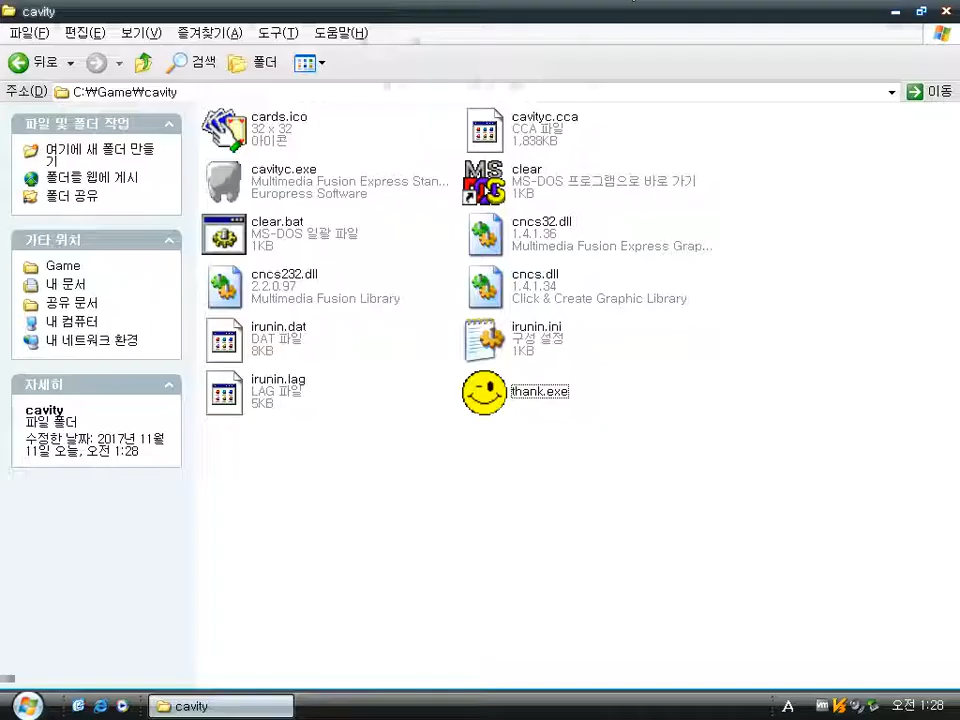 cavity
파일(F) 편집(E) 보기(V) 즐겨찾기(A) 도구(T) 도움말(H)
뒤로 검색 폴더
주소(D) C:\Game\cavity 이동
파일 및 폴더 작업
여기에 새 폴더 만들
기
폴더를 웹에 게시
폴더 공유
기타 위치
Game
내 문서
공유 문서
내 컴퓨터
내 네트워크 환경
자세히
cavity
파일 폴더
수정한 날짜: 2017년 11월
11일 오늘, 오전 1:28
cards.ico
32 x 32
아이콘
cavityc.cca
CCA 파일
1,838KB
cavityc.exe
Multimedia Fusion Express Stan...
Europress Software
MS
clear
MS-DOS 프로그램으로 바로 가기
1KB
clear.bat
MS-DOS 일괄 파일
1KB
cncs32.dll
1.4.1.36
Multimedia Fusion Express Grap...
cncs232.dll
2.2.0.97
Multimedia Fusion Library
cncs.dll
1.4.1.34
Click & Create Graphic Library
irunin.dat
DAT 파일
8KB
irunin.ini
구성 설정
1KB
irunin.lag
LAG 파일
5KB
thank.exe
cavity
A
오전 1:28